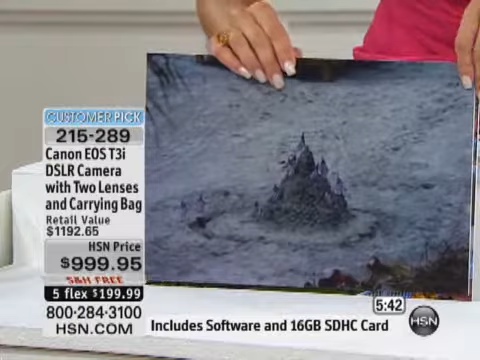 CUSTOMER PICK
215-289
Canon EOS T3i
DSLR Camera
with Two Lenses
and Carrying Bag
Retail Value
$1192.65
HSN Price
$999.95
S&H FREE
5 flex $199.99
800-284-3100
HSN.COM
5:42
Includes Software and 16GB SDHC Card
HSN